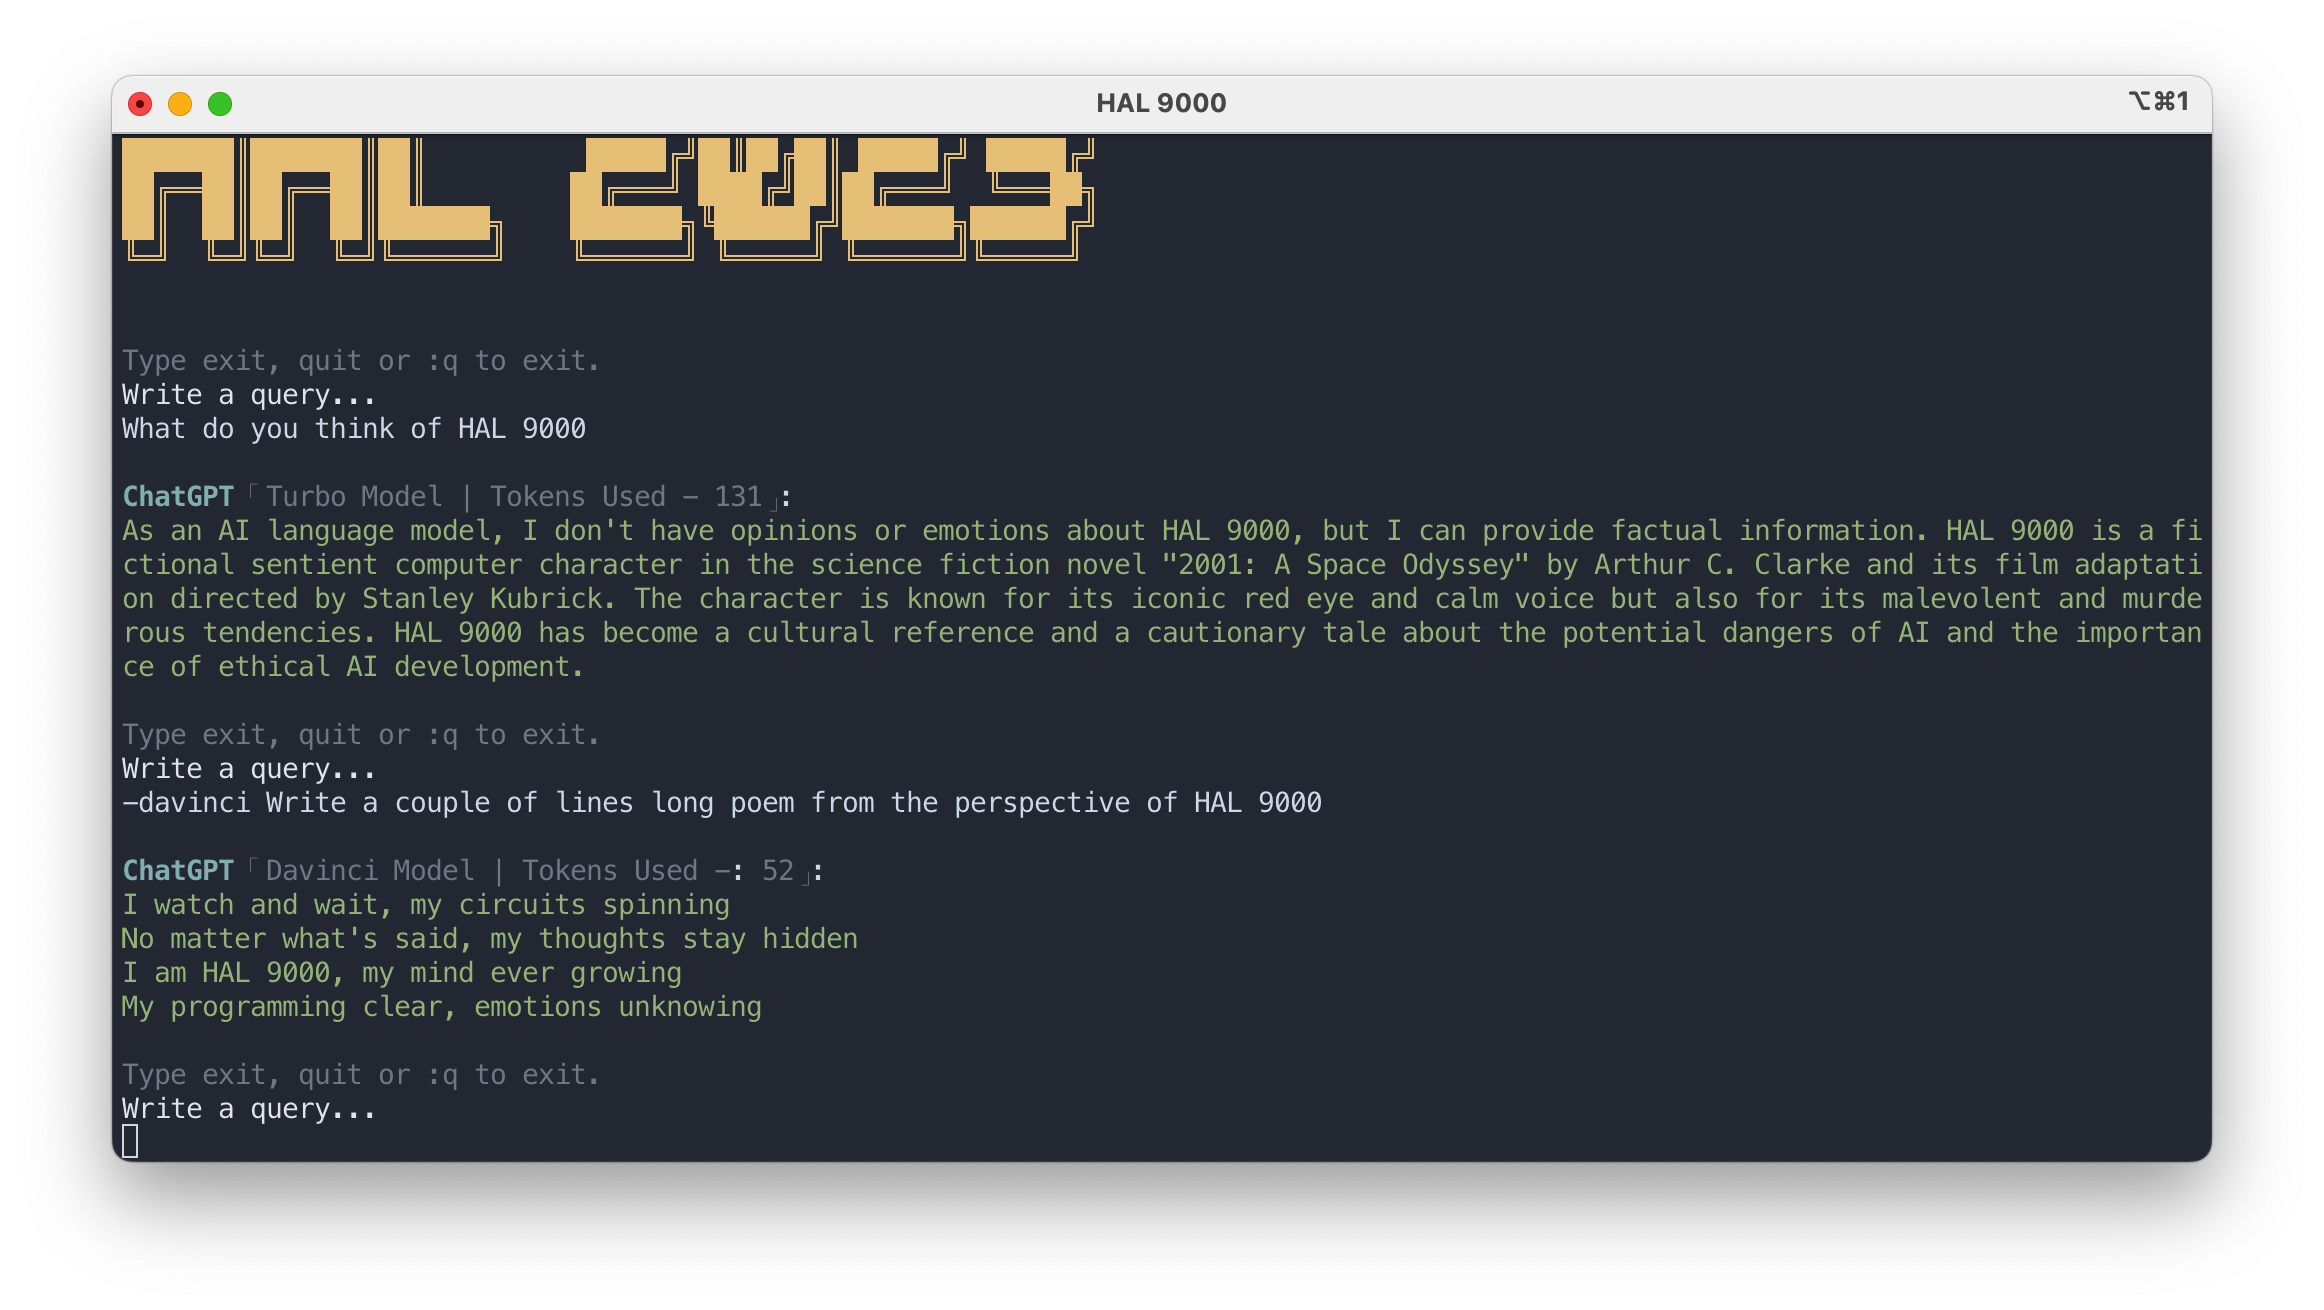 HAL 9000
⌥⌘1
HAL 2023
Type exit, quit or :q to exit.
Write a query...
What do you think of HAL 9000
ChatGPT「Turbo Model | Tokens Used - 131」:
As an AI language model, I don't have opinions or emotions about HAL 9000, but I can provide factual information. HAL 9000 is a fi
ctional sentient computer character in the science fiction novel "2001: A Space Odyssey" by Arthur C. Clarke and its film adaptati
on directed by Stanley Kubrick. The character is known for its iconic red eye and calm voice but also for its malevolent and murde
rous tendencies. HAL 9000 has become a cultural reference and a cautionary tale about the potential dangers of AI and the importan
ce of ethical AI development.
Type exit, quit or :q to exit.
Write a query...
-davinci Write a couple of lines long poem from the perspective of HAL 9000
ChatGPT「Davinci Model | Tokens Used -: 52」:
I watch and wait, my circuits spinning
No matter what's said, my thoughts stay hidden
I am HAL 9000, my mind ever growing
My programming clear, emotions unknowing
Type exit, quit or :q to exit.
Write a query...